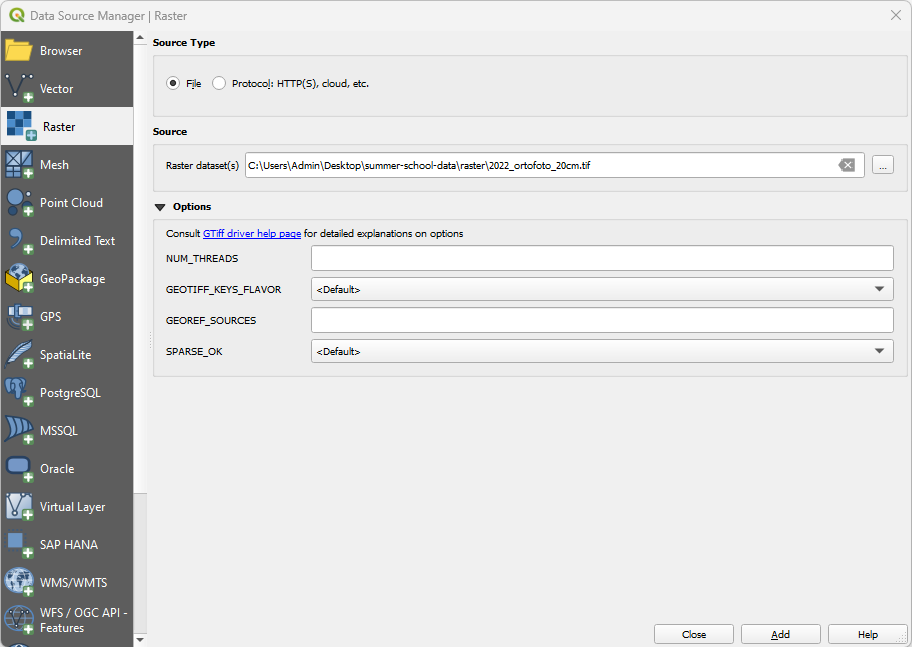 Data Source Manager | Raster
Browser
Vector
Raster
Mesh
Point Cloud
Delimited Text
GeoPackage
GPS
SpatiaLite
PostgreSQL
MSSQL
Oracle
Virtual Layer
SAP HANA
WMS/WMTS
WFS / OGC API -
Features
Source Type
File Protocol: HTTP(S), cloud, etc.
Source
Raster dataset(s) C:\Users\Admin\Desktop\summer-school-data\raster\2022_ortofoto_20cm.tif ...
Options
Consult GTiff driver help page for detailed explanations on options
NUM_THREADS
GEOTIFF_KEYS_FLAVOR <Default>
GEOREF_SOURCES
SPARSE_OK <Default>
Close Add Help